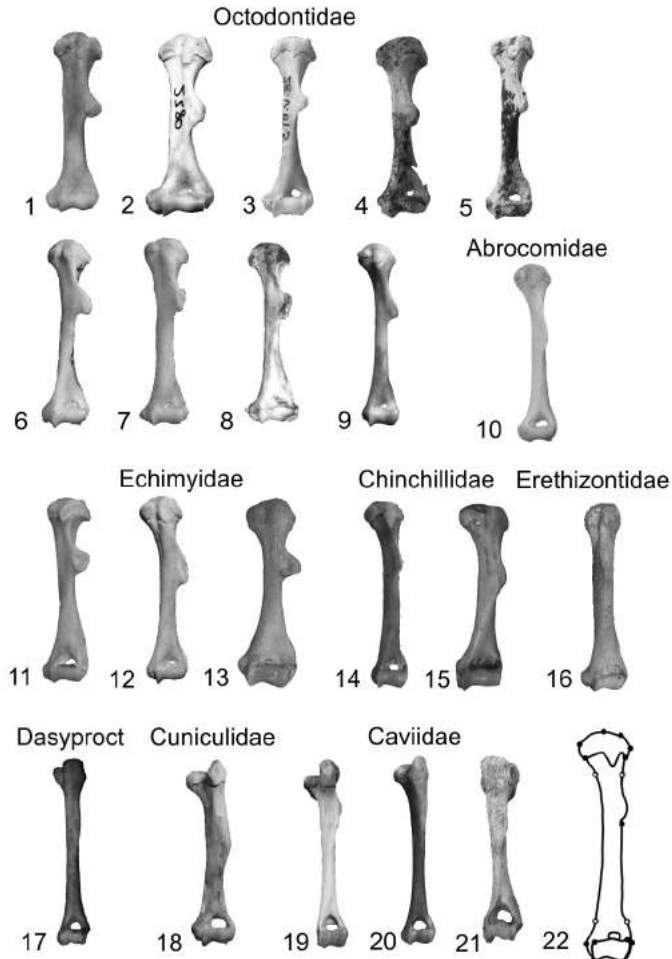 Octodontidae
1 2 3 4 5
Abrocomidae
6 7 8 9 10
Echimyidae Chinchillidae Erethizontidae
11 12 13 14 15 16
Dasyproct Cuniculidae Caviidae
17 18 19 20 21 22